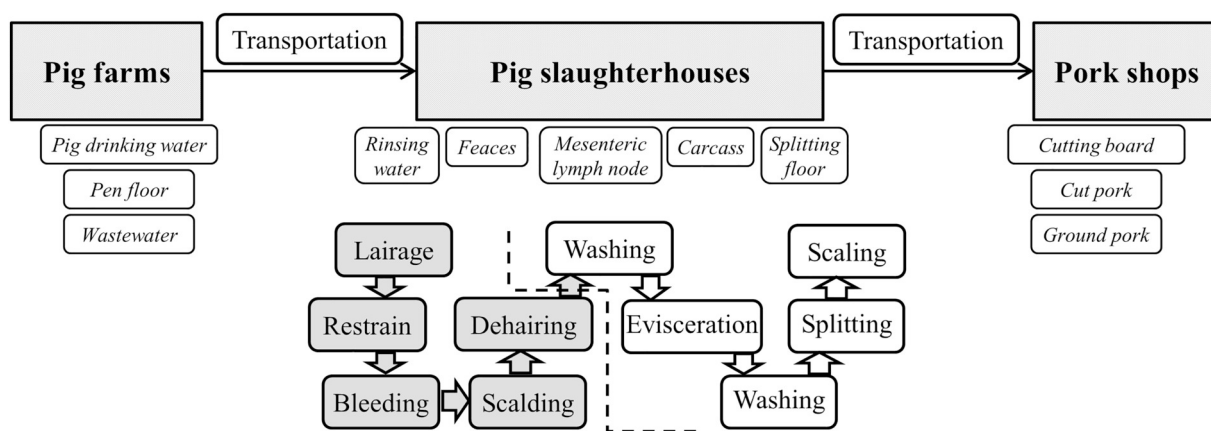 Transportation
Transportation
Pig farms
Pig slaughterhouses
Pork shops
Pig drinking water
Pen floor
Wastewater
Rinsing
water
Feaces
Mesenteric
lymph node
Carcass
Splitting
floor
Cutting board
Cut pork
Ground pork
Lairage
Restrain
Bleeding
Scalding
Dehairing
Washing
Evisceration
Washing
Splitting
Scaling